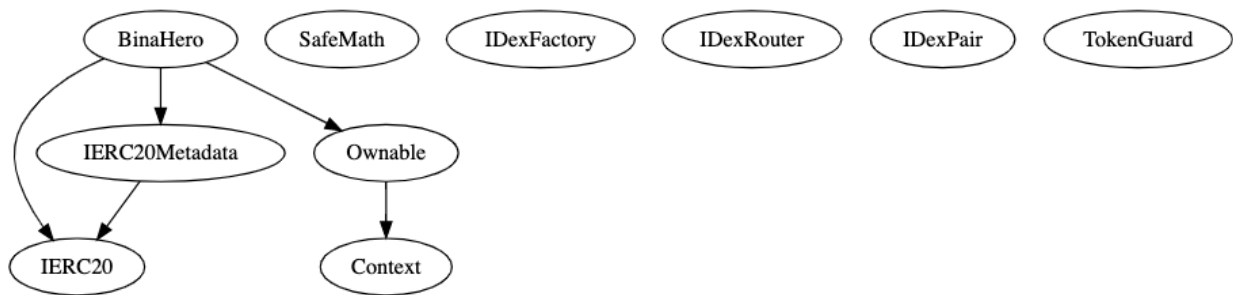 BinaHero
SafeMath
IDexFactory
IDexRouter
IDexPair
TokenGuard
IERC20Metadata
Ownable
IERC20
Context